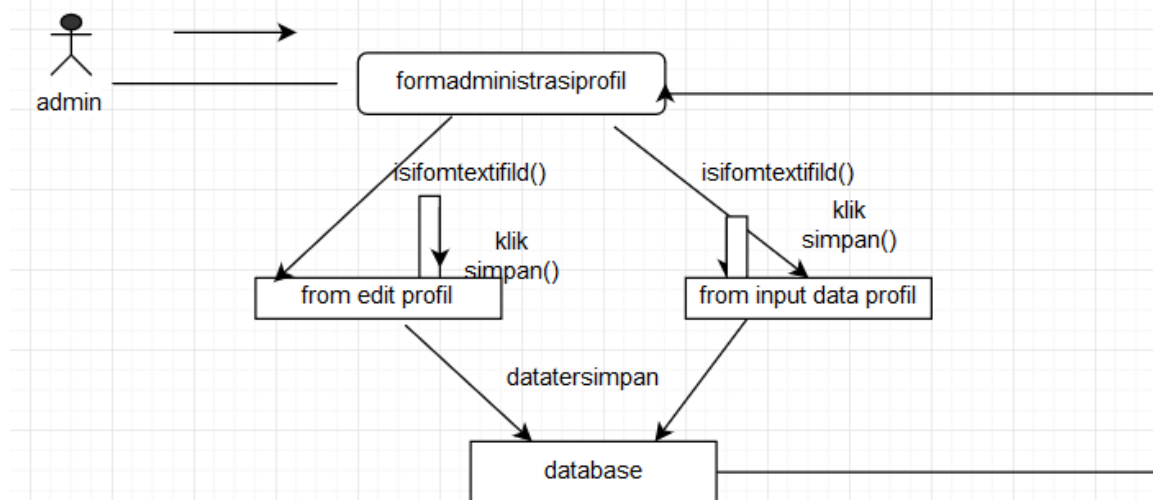 admin
formadministrasiprofil
isifomtextifild()
isifomtextifild()
klik
simpan()
klik
simpan()
from edit profil
from input data profil
datatersimpan
database